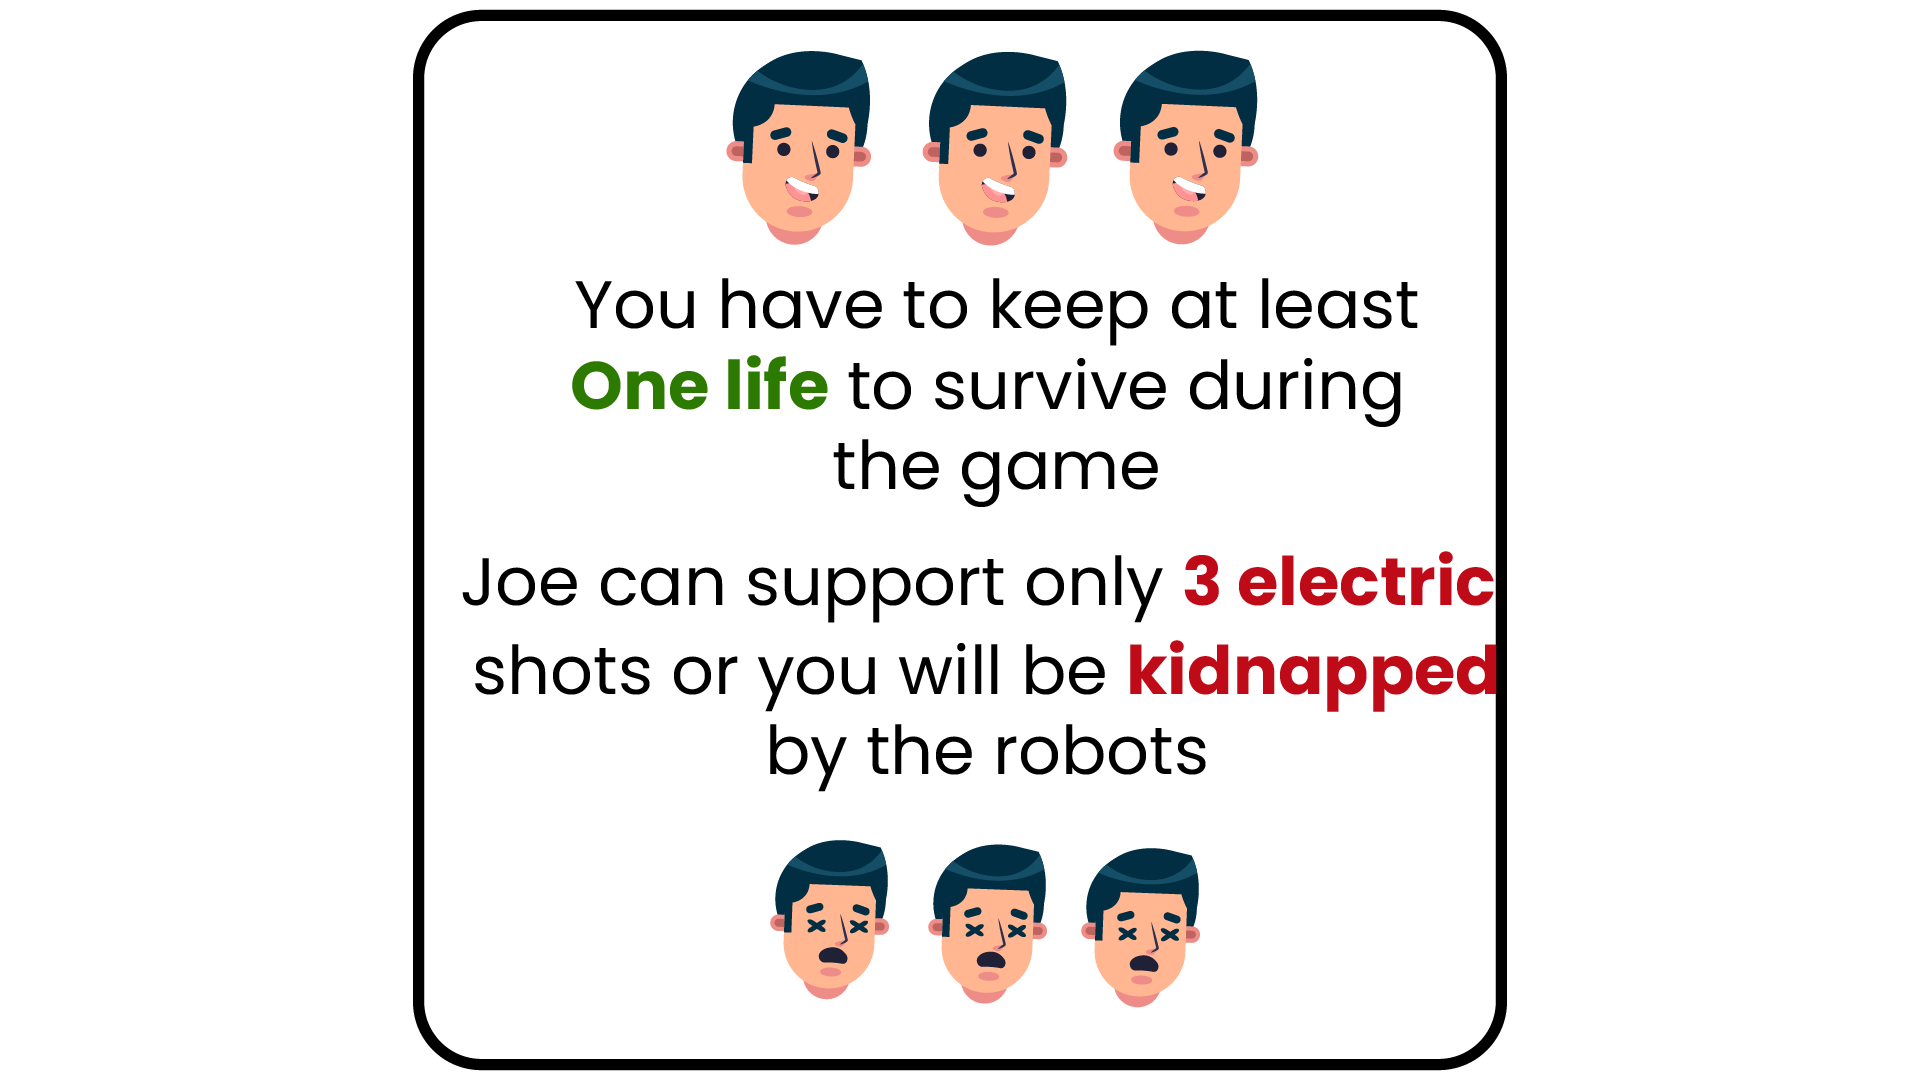 You have to keep at least
One life to survive during
the game
Joe can support only 3 electric
shots or you will be kidnapped
by the robots